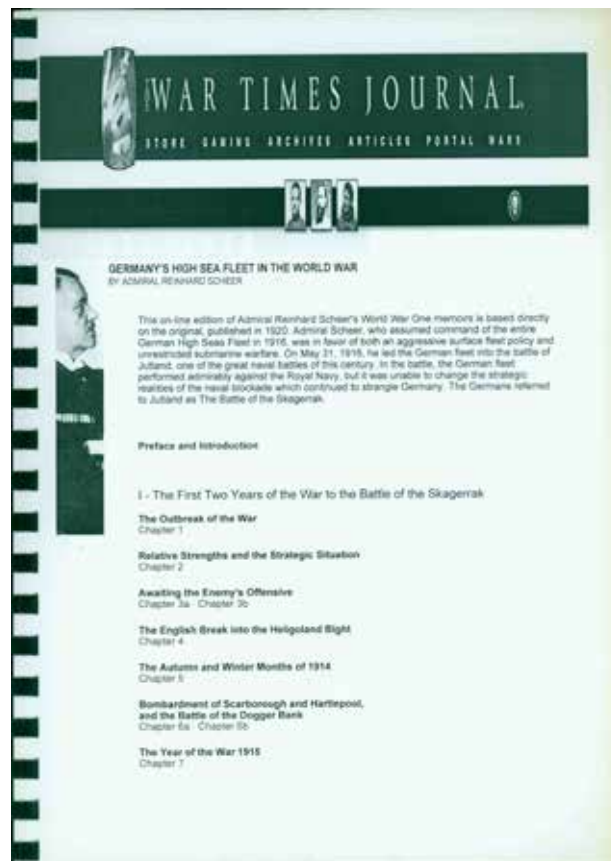 WAR TIMES JOURNAL
STORE GAMING ARCHIVES ARTICLES PORTAL WARS
GERMANY'S HIGH SEA FLEET IN THE WORLD WAR
BY ADMIRAL REINHARD SCHEER
This on-line edition of Admiral Reinhard Scheer's World War One memoirs is based directly
on the original, published in 1920. Admiral Scheer, who assumed command of the entire
German High Seas Fleet in 1916, was in favor of both an aggressive surface fleet policy and
unrestricted submarine warfare. On May 31, 1916, he led the German fleet into the battle of
Jutland, one of the great naval battles of this century. In the battle, the German fleet
performed admirably against the Royal Navy, but it was unable to change the strategic
realities of the naval blockade which continued to strangle Germany. The Germans referred
to Jutland as The Battle of the Skagerrak.
Preface and Introduction
I - The First Two Years of the War to the Battle of the Skagerrak
The Outbreak of the War
Chapter 1
Relative Strengths and the Strategic Situation
Chapter 2
Awaiting the Enemy's Offensive
Chapter 3a Chapter 3b
The English Break into the Heligoland Bight
Chapter 4
The Autumn and Winter Months of 1914
Chapter 5
Bombardment of Scarborough and Hartlepool,
and the Battle of the Dogger Bank
Chapter 6a Chapter 6b
The Year of the War 1915
Chapter 7